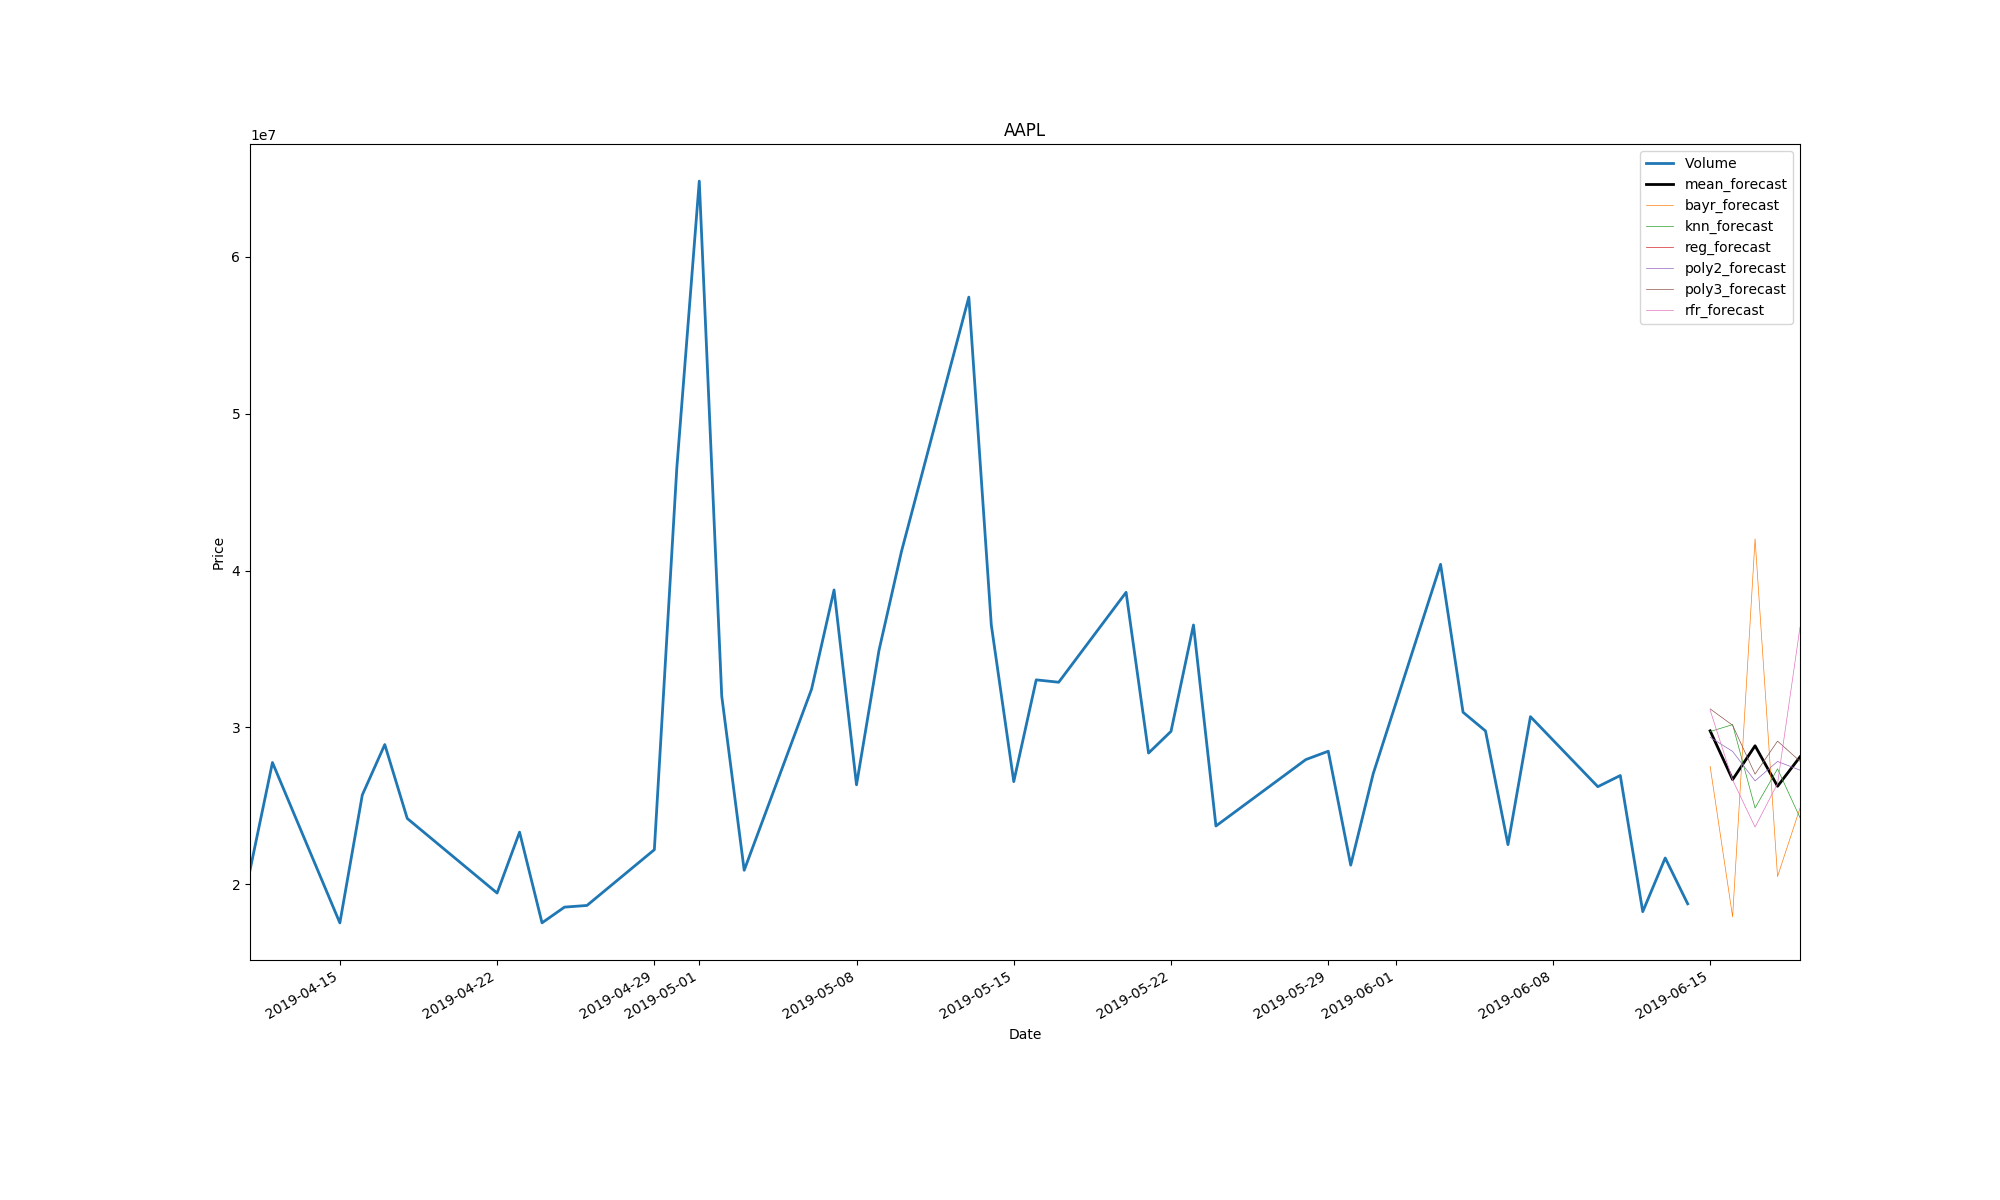 AAPL
1e7
Volume
mean_forecast
bayr_forecast
knn_forecast
reg_forecast
poly2_forecast
poly3_forecast
rfr_forecast
6
5
4
3
2
Price
2019-04-15
2019-04-22
2019-04-29
2019-05-01
2019-05-08
2019-05-15
2019-05-22
2019-05-29
2019-06-01
2019-06-08
2019-06-15
Date